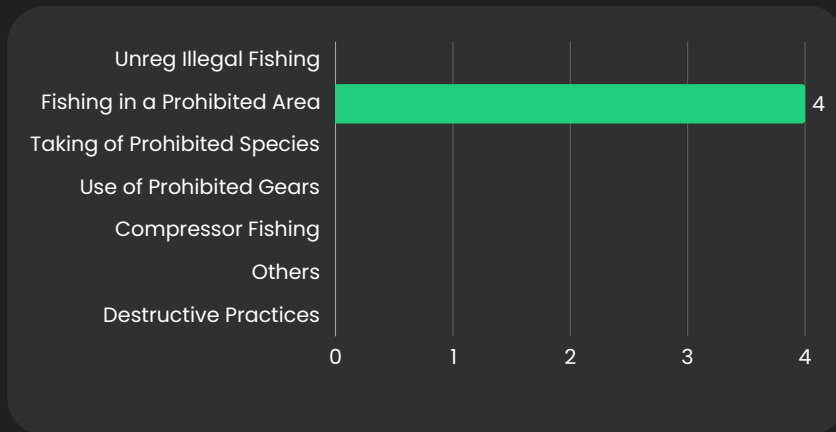 Unreg Illegal Fishing
Fishing in a Prohibited Area
4
Taking of Prohibited Species
Use of Prohibited Gears
Compressor Fishing
Others
Destructive Practices
0 1 2 3 4